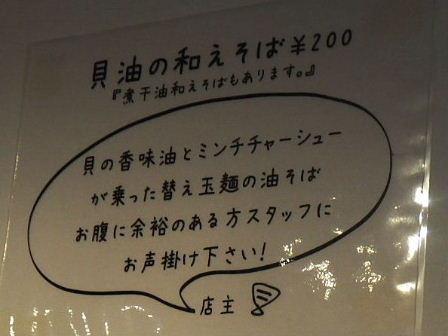 貝油の和えそば¥200
『煮干油和えそばもあります。』
貝の香味油とミンチチャーシュー
が乗った替え玉麺の油そば
お腹に余裕のある方スタッフに
お声掛け下さい!
店主